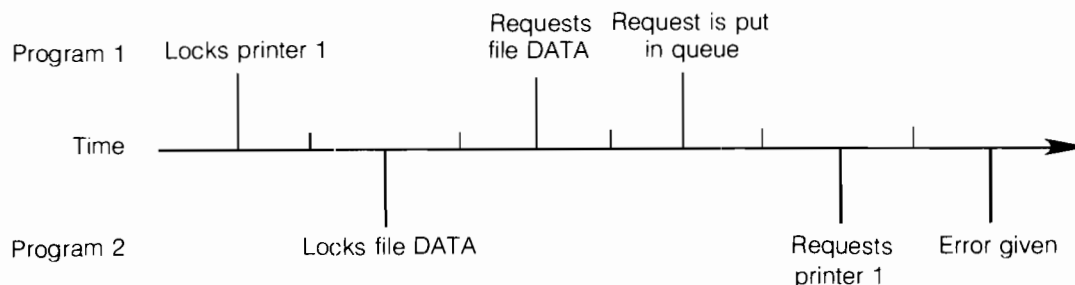 Requests Request is put
Program 1 Locks printer 1 file DATA in queue
Time
Program 2 Locks file DATA Requests Error given
printer 1